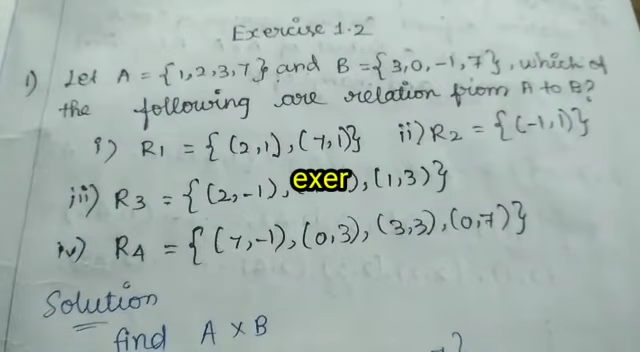 Exercise 1.2
1) Let A = {1,2,3,7} and B = {3,0,-1,7}, which of
the following are relation from A to B?
i) R1 = {(2,1), (7,1)} ii) R2 = {(-1,1)}
iii) R3 = {(2,-1), exer), (1,3)}
iv) R4 = {(7,-1), (0,3), (3,3), (0,7)}
Solution
find A × B